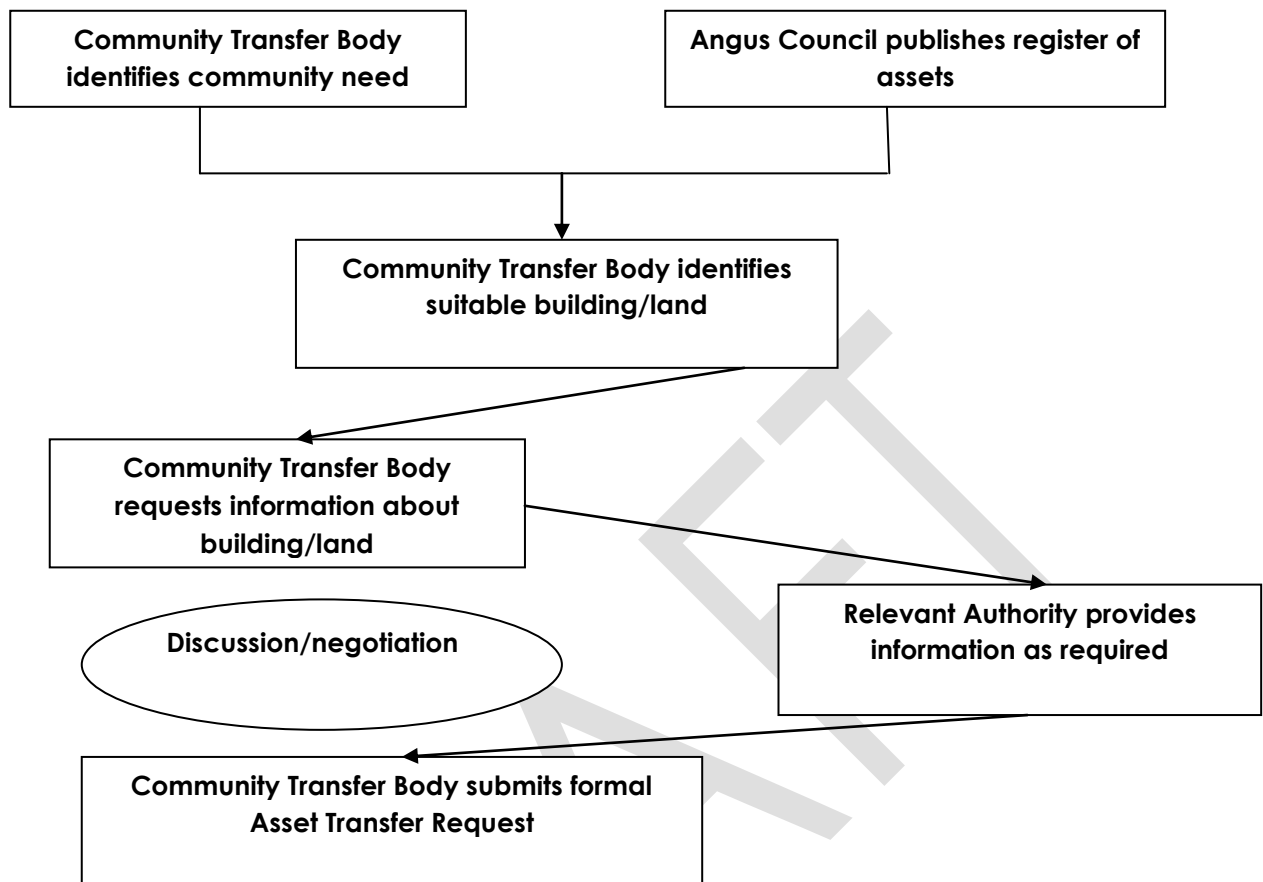 Community Transfer Body
identifies community need
Angus Council publishes register of
assets
Community Transfer Body identifies
suitable building/land
Community Transfer Body
requests information about
building/land
Relevant Authority provides
information as required
Discussion/negotiation
Community Transfer Body submits formal
Asset Transfer Request
AFT